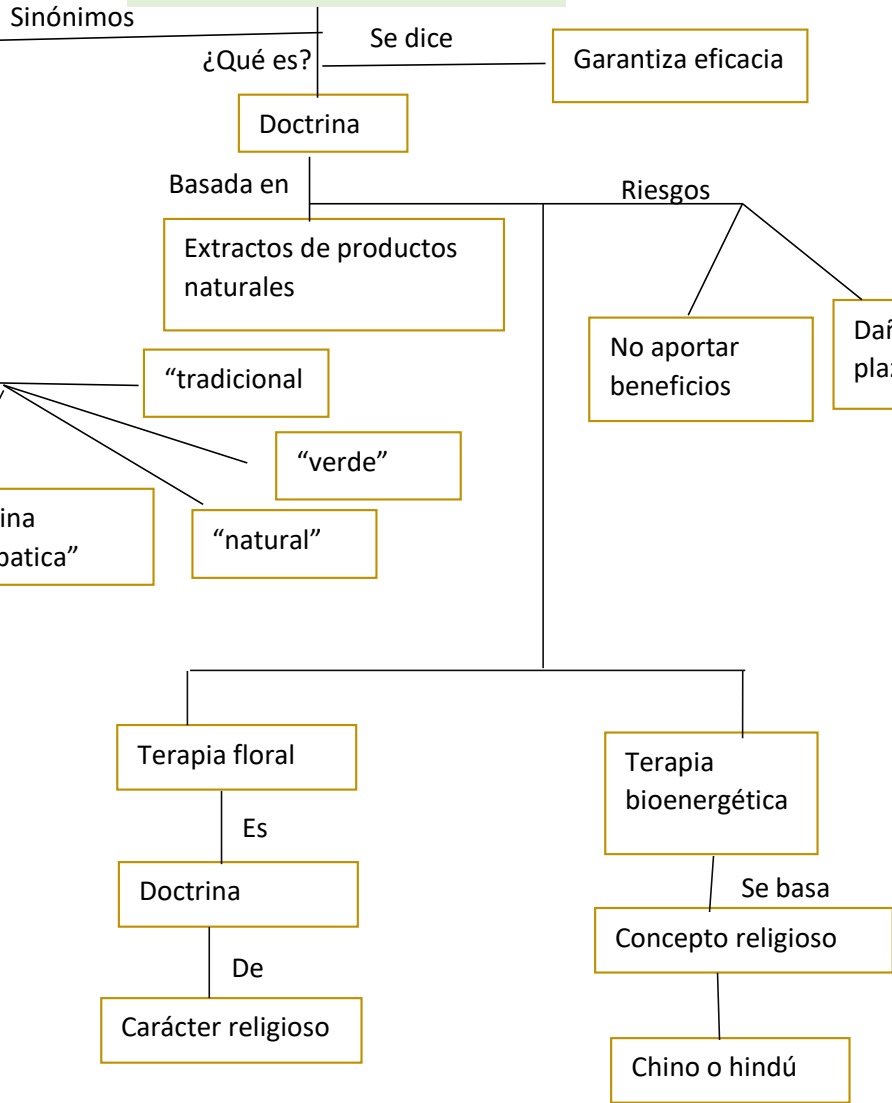 Sinónimos
Se dice
¿Qué es?
Garantiza eficacia
Doctrina
Basada en
Riesgos
Extractos de productos
naturales
No aportar
beneficios
“tradicional
“verde”
“natural”
Terapia floral
Terapia
bioenergética
Es
Se basa
Doctrina
Concepto religioso
De
Carácter religioso
Chino o hindú